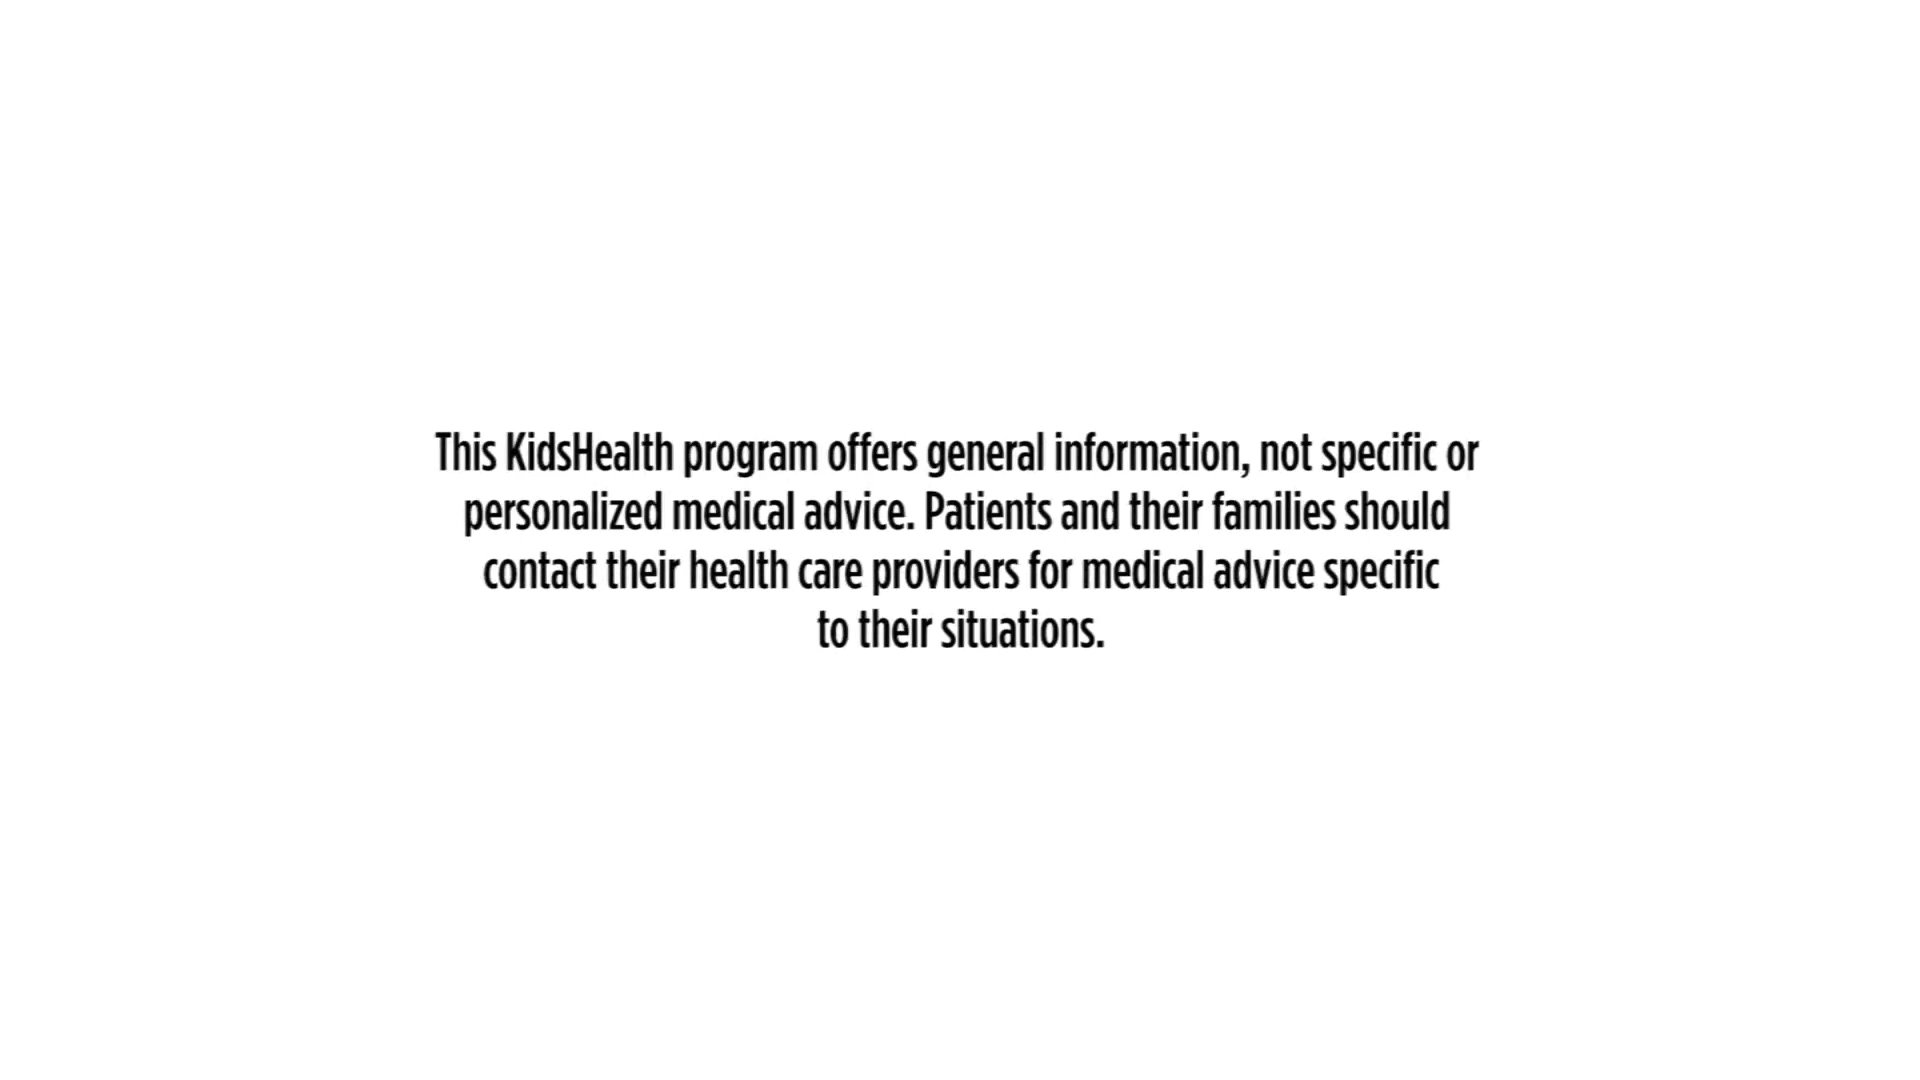 This KidsHealth program offers general information, not specific or
personalized medical advice. Patients and their families should
contact their health care providers for medical advice specific
to their situations.